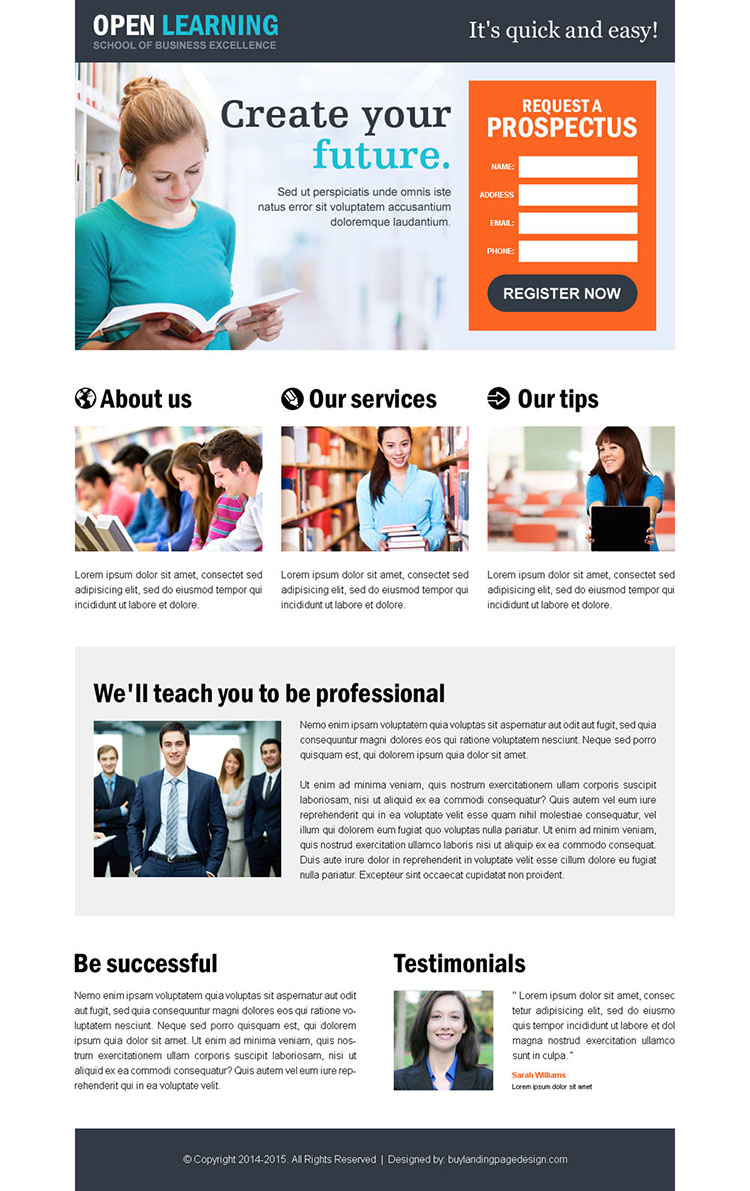 OPEN LEARNING
SCHOOL OF BUSINESS EXCELLENCE
It's quick and easy!
Create your
future.
Sed ut perspiciatis unde omnis iste
natus error sit voluptatem accusantium
doloremque laudantium.
REQUEST A
PROSPECTUS
NAME:
ADDRESS
EMAIL:
PHONE:
REGISTER NOW
About us
Lorem ipsum dolor sit amet, consectet sed
adipisicing elit, sed do eiusmod tempor qui
incididunt ut labore et dolore.
Our services
Lorem ipsum dolor sit amet, consectet sed
adipisicing elit, sed do eiusmod tempor qui
incididunt ut labore et dolore.
Our tips
Lorem ipsum dolor sit amet, consectet sed
adipisicing elit, sed do eiusmod tempor qui
incididunt ut labore et dolore.
We'll teach you to be professional
Nemo enim ipsam voluptatem quia voluptas sit aspernatur aut odit aut fugit, sed quia
consequuntur magni dolores eos qui ratione voluptatem nesciunt. Neque sed porro
quisquam est, qui dolorem ipsum quia dolor sit amet.
Ut enim ad minima veniam, quis nostrum exercitationem ullam corporis suscipit
laboriosam, nisi ut aliquid ex ea commodi consequatur? Quis autem vel eum iure
reprehenderit qui in ea voluptate velit esse quam nihil molestiae consequatur, vel
illum qui dolorem eum fugiat quo voluptas nulla pariatur. Ut enim ad minim veniam,
quis nostrud exercitation ullamco laboris nisi ut aliquip ex ea commodo consequat.
Duis aute irure dolor in reprehenderit in voluptate velit esse cillum dolore eu fugiat
nulla pariatur. Excepteur sint occaecat cupidatat non proident.
Be successful
Nemo enim ipsam voluptatem quia voluptas sit aspernatur aut odit
aut fugit, sed quia consequuntur magni dolores eos qui ratione vo-
luptatem nesciunt. Neque sed porro quisquam est, qui dolorem
ipsum quia dolor sit amet. Ut enim ad minima veniam, quis nos-
trum exercitationem ullam corporis suscipit laboriosam, nisi ut
aliquid ex ea commodi consequatur? Quis autem vel eum iure rep-
rehenderit qui in ea voluptate velit.
Testimonials
" Lorem ipsum dolor sit amet, consec
tetur adipisicing elit, sed do eiusmod
quis tempor incididunt ut labore et dol
magna nostrud exercitation ullamco
sunt in culpa. "
Sarah Williams
Lorem ipsum dolor sit amet
© Copyright 2014-2015. All Rights Reserved | Designed by: buylandingpagedesign.com